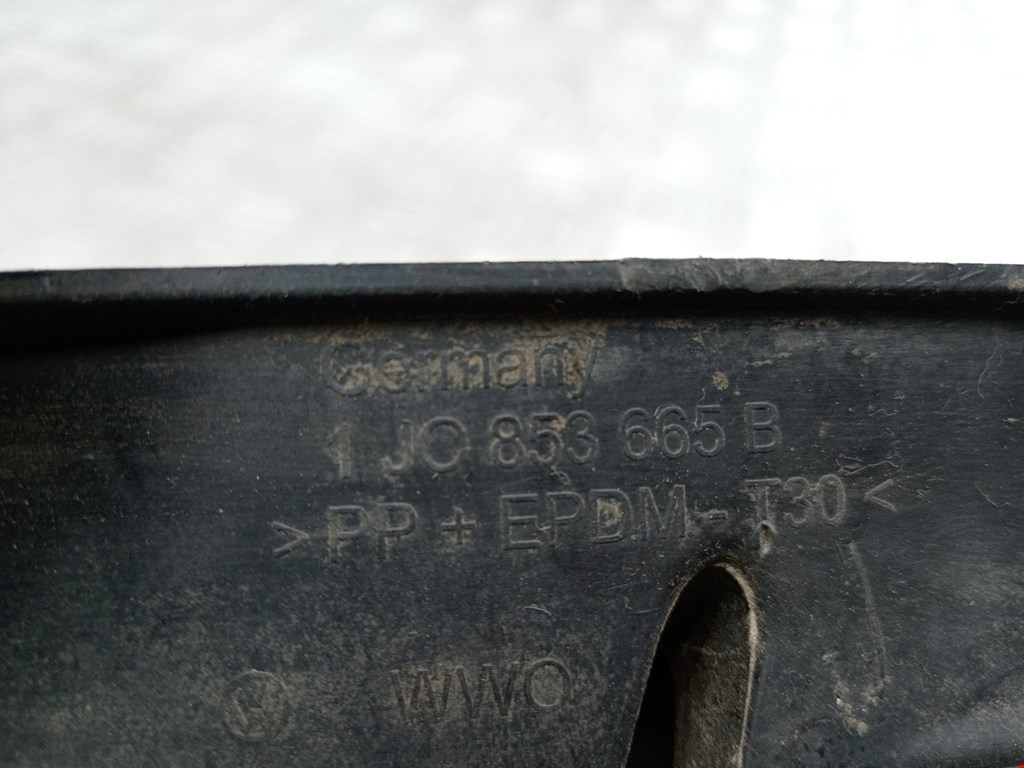 Germany
1 JO 853 665 B
>PP + EPDM - T30<
WWO